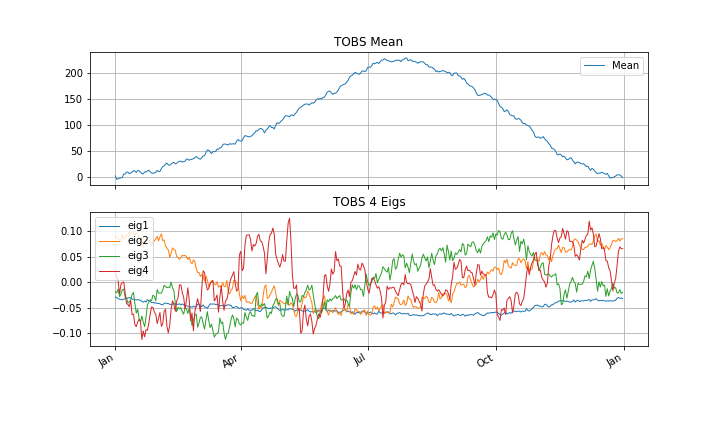 TOBS Mean
200
150
100
50
0
Mean
TOBS 4 Eigs
0.10
0.05
0.00
−0.05
−0.10
eig1
eig2
eig3
eig4
Jan
Apr
Jul
Oct
Jan